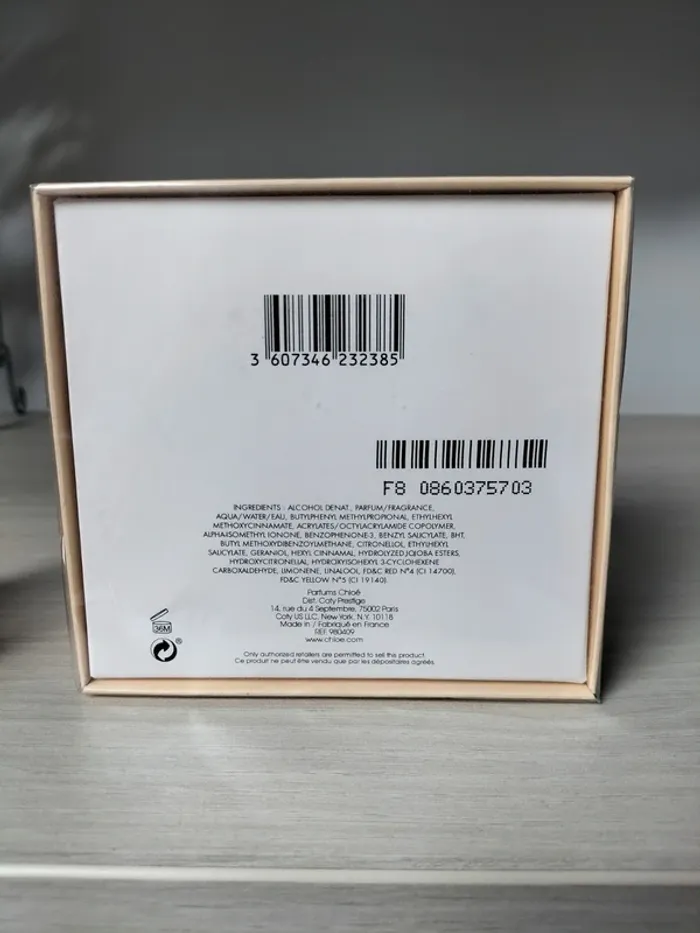 3 607346 232385
F8 0860375703
INGREDIENTS : ALCOHOL DENAT., PARFUM/FRAGRANCE,
AQUA/WATER/EAU, BUTYLPHENYL METHYLPROPIONAL, ETHYLHEXYL
METHOXYCINNAMATE, ACRYLATES/OCTYLACRYLAMIDE COPOLYMER,
ALPHA-ISOMETHYL IONONE, BENZOPHENONE-3, BENZYL SALICYLATE, BHT,
BUTYL METHOXYDIBENZOYLMETHANE, CITRONELLOL, ETHYLHEXYL
SALICYLATE, GERANIOL, HEXYL CINNAMAL, HYDROLYZED JOJOBA ESTERS,
HYDROXYCITRONELLAL, HYDROXYISOHEXYL 3-CYCLOHEXENE
CARBOXALDEHYDE, LIMONENE, LINALOOL, FD&C RED N°4 (CI 14700),
FD&C YELLOW N°5 (CI 19140).
Parfums Chloé
Dist. Coty Prestige
14, rue du 4 Septembre, 75002 Paris
Coty US LLC, New York, N.Y. 10118
Made in / Fabriqué en France
REF. 980409
www.chloe.com
36M
Only authorized retailers are permitted to sell this product.
Ce produit ne peut être vendu que par les dépositaires agréés.